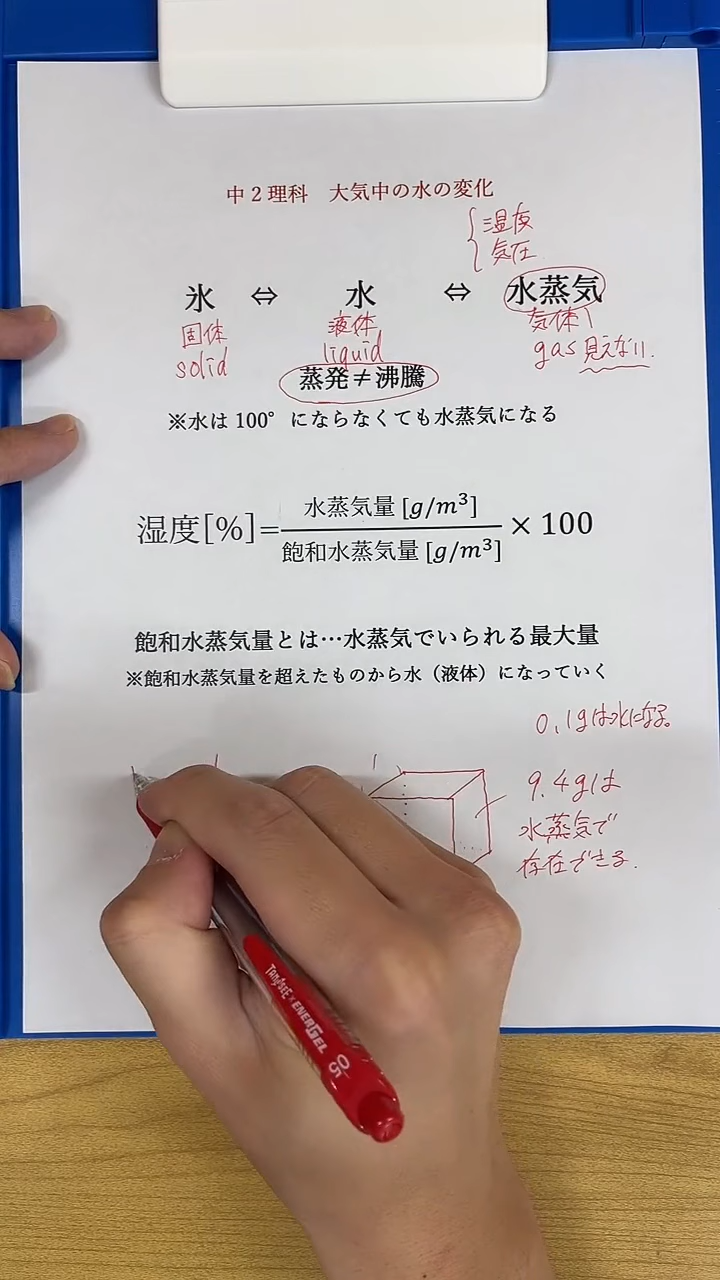 中2理科　大気中の水の変化
湿度
気圧
氷 ⇔ 水 ⇔ 水蒸気
固体 液体 気体
solid liquid gas 見えない.
蒸発≠沸騰
※水は100°にならなくても水蒸気になる
湿度[%]=水蒸気量[g/m³]
飽和水蒸気量[g/m³]
×100
飽和水蒸気量とは…水蒸気でいられる最大量
※飽和水蒸気量を超えたものから水（液体）になっていく
0.1gは水になる。
9.4gは
水蒸気で
存在できる.
TANOSEE × ENERGEL 05